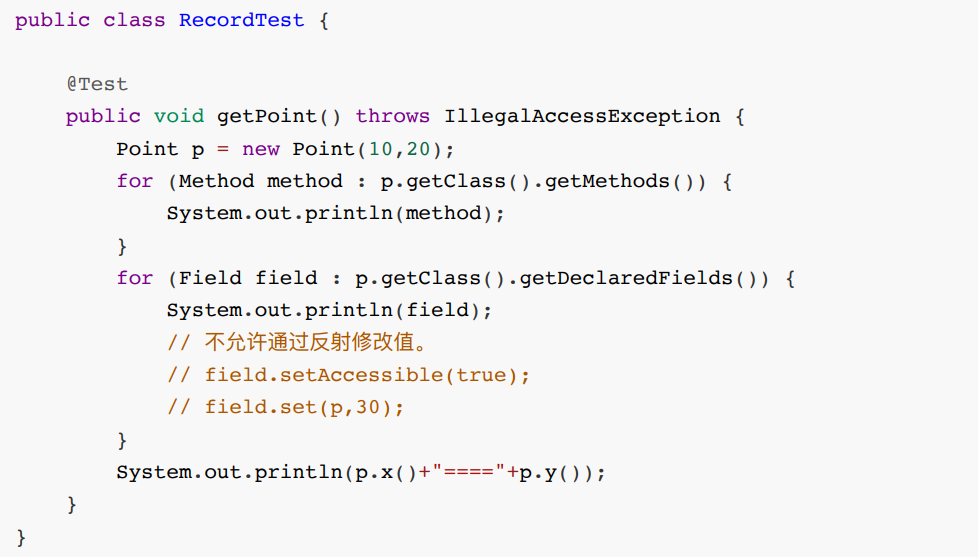 public class RecordTest {
@Test
public void getPoint() throws IllegalAccessException {
Point p = new Point(10,20);
for (Method method : p.getClass().getMethods()) {
System.out.println(method);
}
for (Field field : p.getClass().getDeclaredFields()) {
System.out.println(field);
// 不允许通过反射修改值。
// field.setAccessible(true);
// field.set(p,30);
}
System.out.println(p.x()+"===="+p.y());
}
}